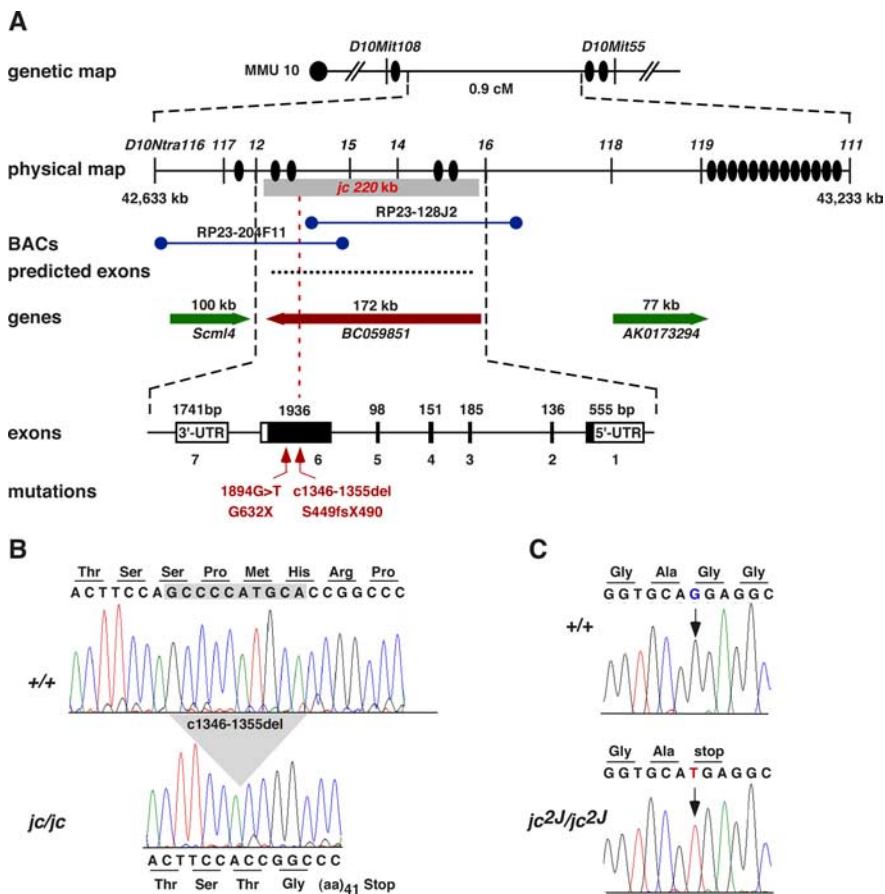 A
D10Mit108 D10Mit55
genetic map MMU 10
0.9 cM
D10Ntra116 117 12 15 14 16 118 119 111
physical map
jc 220 kb
42,633 kb 43,233 kb
RP23-128J2
RP23-204F11
BACs
predicted exons
100 kb 172 kb 77 kb
genes
Scml4 BC059851 AK0173294
1741bp 1936 98 151 185 136 555 bp
exons 3'-UTR 5'-UTR
7 6 5 4 3 2 1
mutations 1894G>T c1346-1355del
G632X S449fsX490
B
Thr Ser Ser Pro Met His Arg Pro
A C T T C C A G C C C C A T G C A C C G G C C C
+/+
c1346-1355del
jc/jc
A C T T C C A C C G G C C C
Thr Ser Thr Gly (aa)41 Stop
C
Gly Ala Gly Gly
G G T G C A G G A G G C
+/+
Gly Ala stop
G G T G C A T G A G G C
jc2J/jc2J